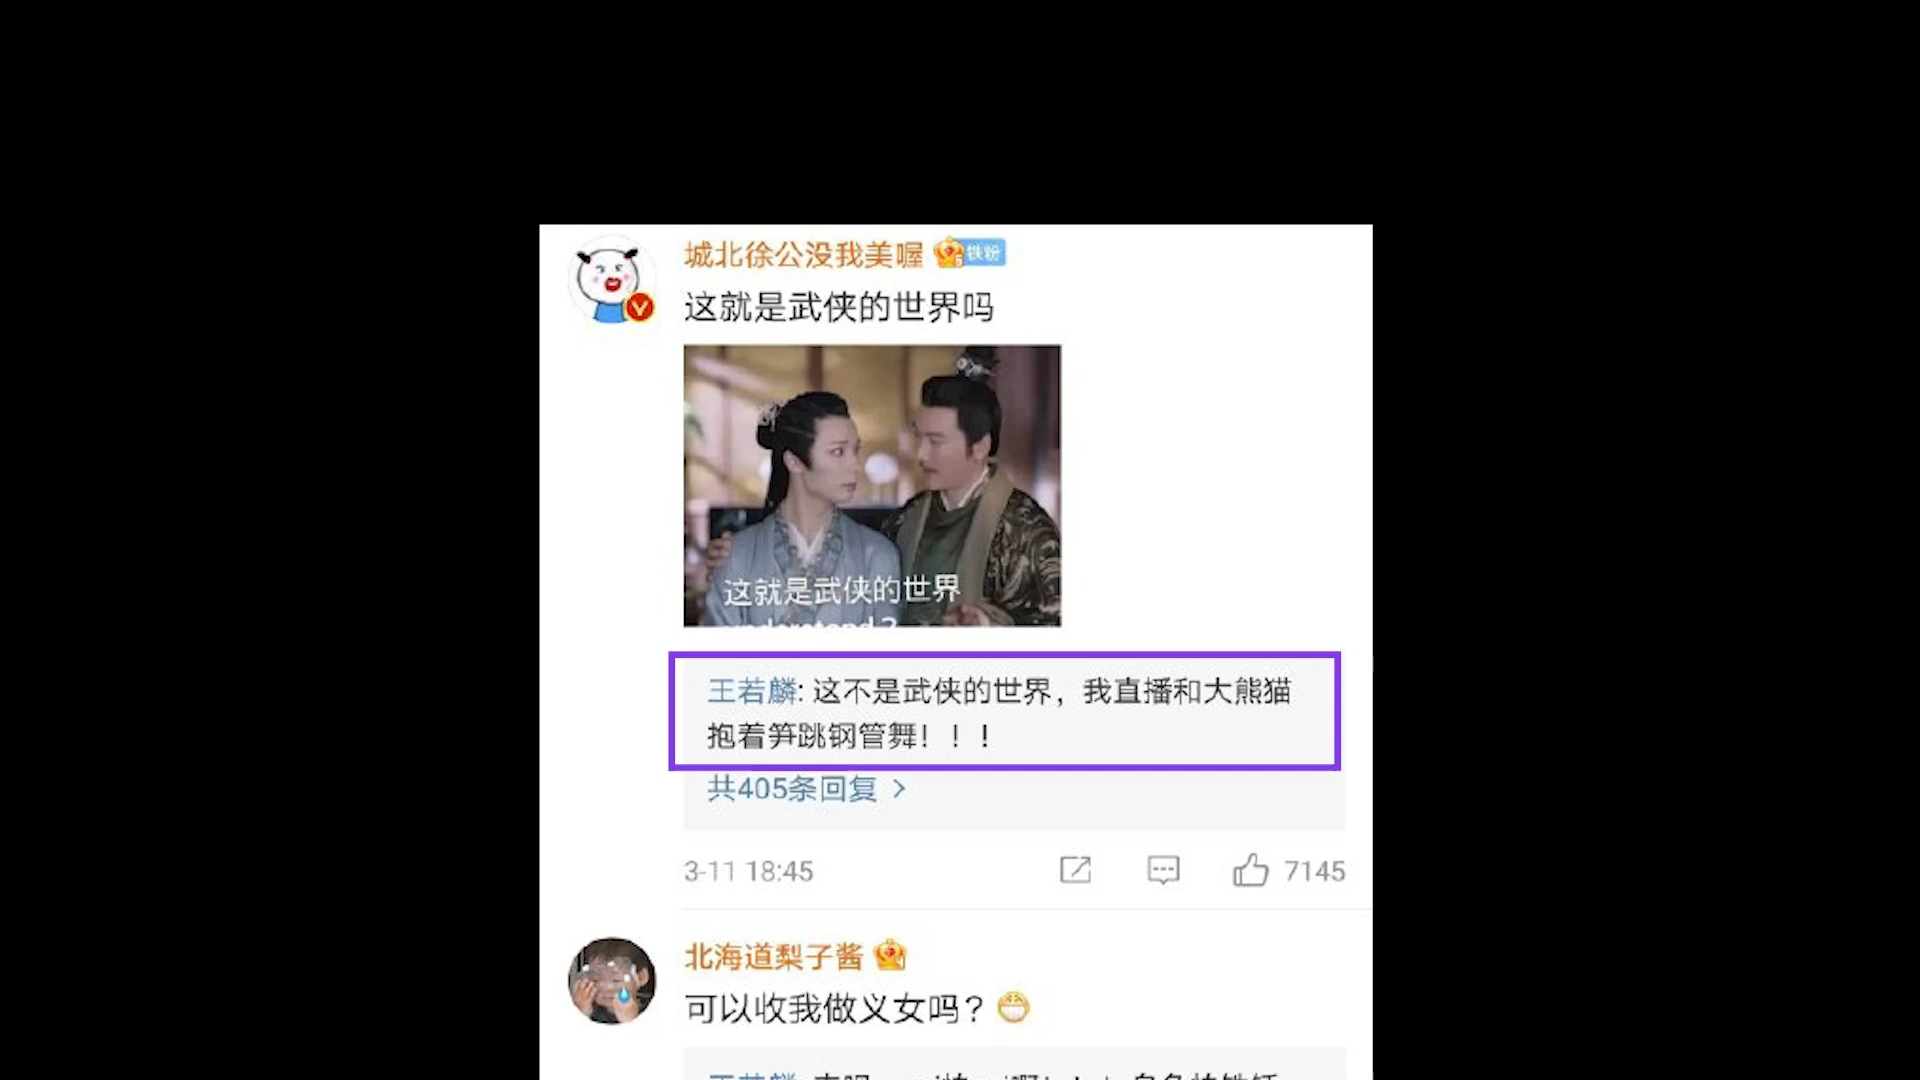 城北徐公没我美喔 铁粉
这就是武侠的世界吗
这就是武侠的世界
understand?
王若麟: 这不是武侠的世界，我直播和大熊猫
抱着笋跳钢管舞！！！
共405条回复 >
3-11 18:45 7145
北海道梨子酱
可以收我做义女吗？
王若麟: